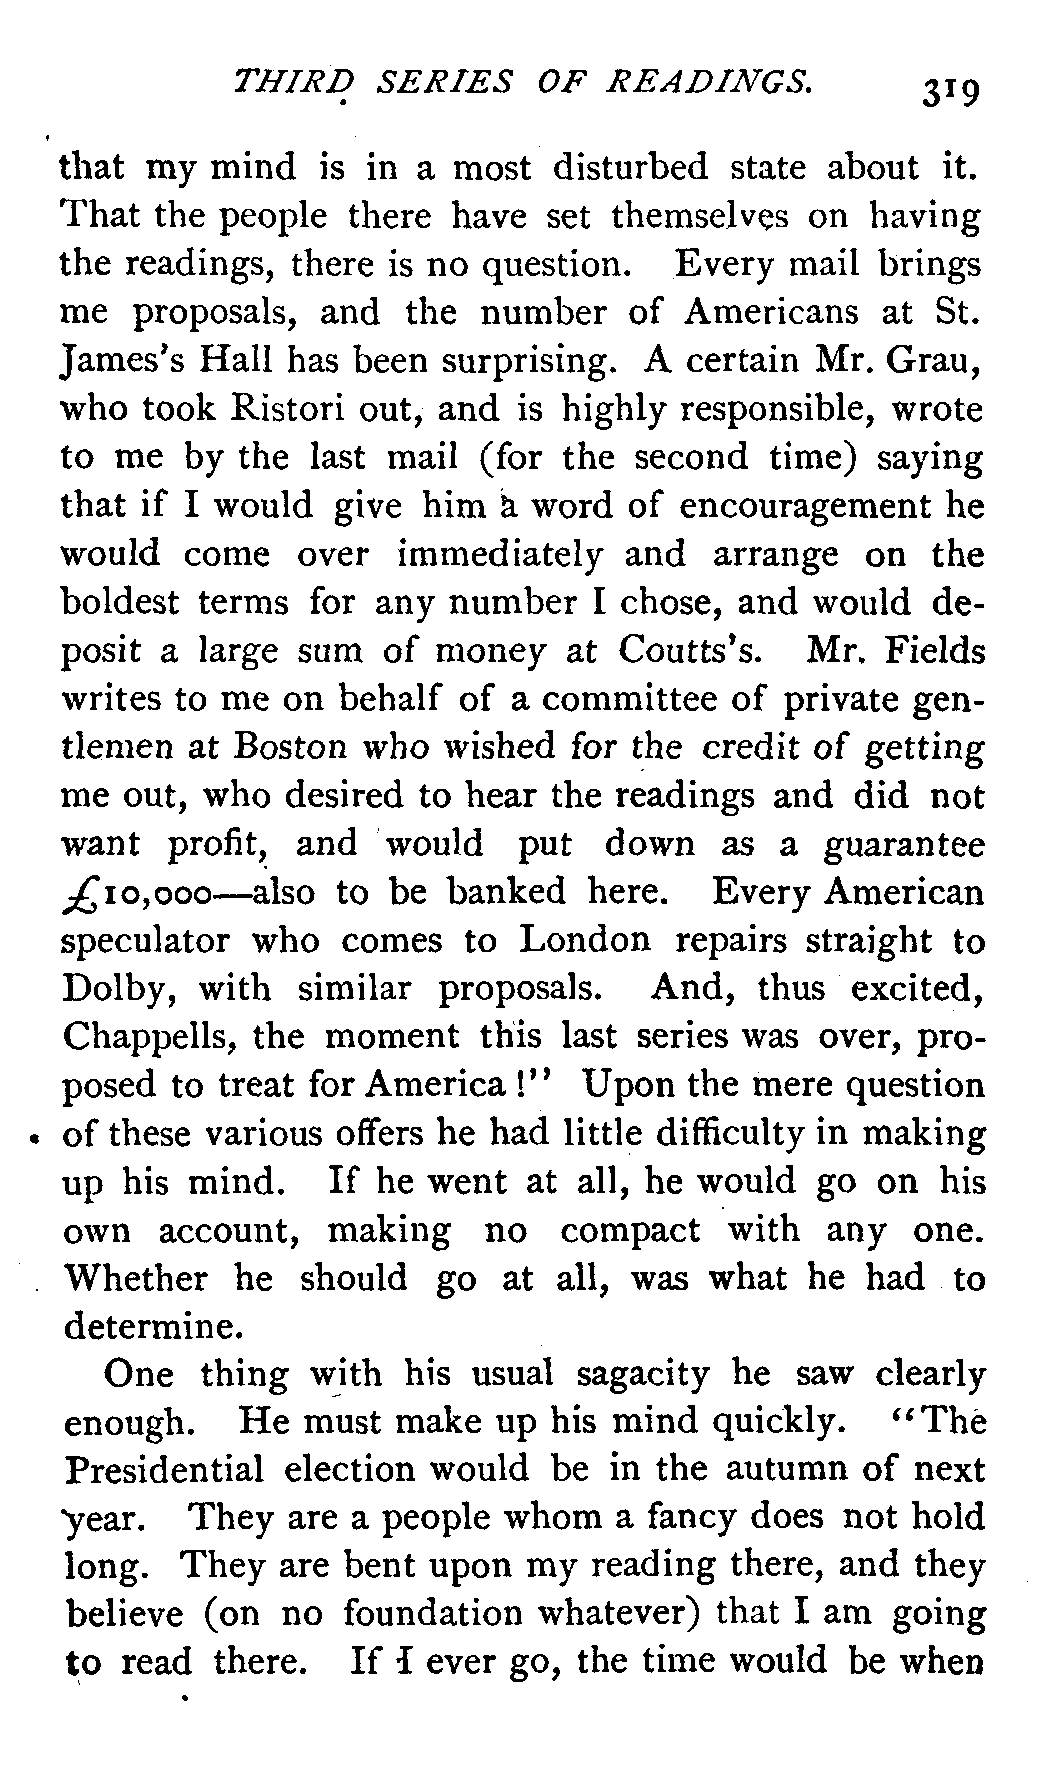 THIRD SERIES OF READINGS. 319
that my mind is in a most disturbed state about it.
That the people there have set themselves on having
the readings, there is no question. Every mail brings
me proposals, and the number of Americans at St.
James's Hall has been surprising. A certain Mr. Grau,
who took Ristori out, and is highly responsible, wrote
to me by the last mail (for the second time) saying
that if I would give him a word of encouragement he
would come over immediately and arrange on the
boldest terms for any number I chose, and would de-
posit a large sum of money at Coutts's. Mr. Fields
writes to me on behalf of a committee of private gen-
tlemen at Boston who wished for the credit of getting
me out, who desired to hear the readings and did not
want profit, and would put down as a guarantee
£10,000—also to be banked here. Every American
speculator who comes to London repairs straight to
Dolby, with similar proposals. And, thus excited,
Chappells, the moment this last series was over, pro-
posed to treat for America!" Upon the mere question
of these various offers he had little difficulty in making
up his mind. If he went at all, he would go on his
own account, making no compact with any one.
Whether he should go at all, was what he had to
determine.
One thing with his usual sagacity he saw clearly
enough. He must make up his mind quickly. "The
Presidential election would be in the autumn of next
year. They are a people whom a fancy does not hold
long. They are bent upon my reading there, and they
believe (on no foundation whatever) that I am going
to read there. If I ever go, the time would be when